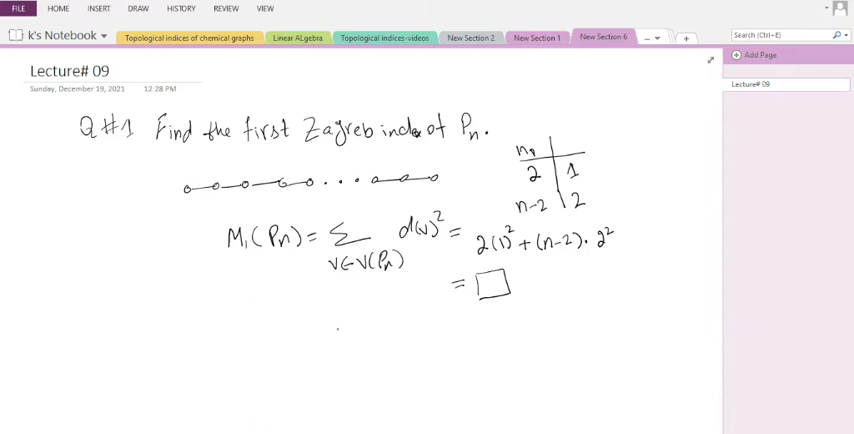 FILE HOME INSERT DRAW HISTORY REVIEW VIEW
k's Notebook Topological indices of chemical graphs Linear ALgebra Topological indices-videos New Section 2 New Section 1 New Section 6 + Search (Ctrl+E)
Add Page
Lecture# 09
Lecture# 09
Sunday, December 19, 2021 12:28 PM
Q#1 Find the first Zagreb index of Pₙ.
2 | 1
n-2 | 2
M₁(Pₙ) = Σ d(v)² = 2(1)² + (n-2)·2²
v∈V(Pₙ)
= □